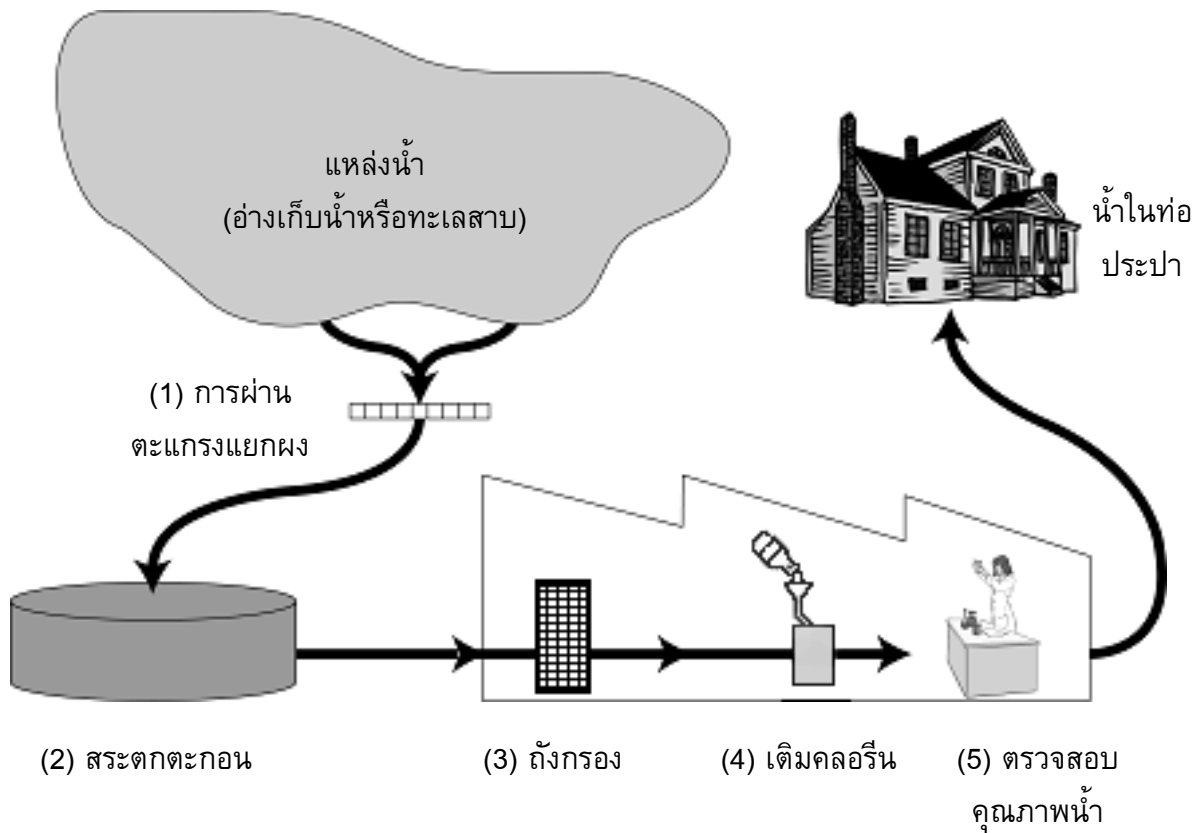 แหล่งน้ำ
(อ่างเก็บน้ำหรือทะเลสาบ)
น้ำในท่อ
ประปา
(1) การผ่าน
ตะแกรงแยกผง
(2) สระตกตะกอน
(3) ถังกรอง
(4) เติมคลอรีน
(5) ตรวจสอบ
คุณภาพน้ำ